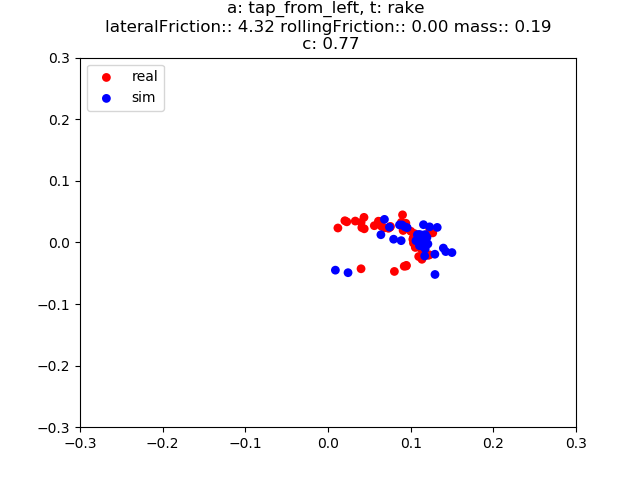 a: tap_from_left, t: rake
lateralFriction:: 4.32 rollingFriction:: 0.00 mass:: 0.19
c: 0.77
real
sim
0.3
0.2
0.1
0.0
−0.1
−0.2
−0.3
−0.3 −0.2 −0.1 0.0 0.1 0.2 0.3